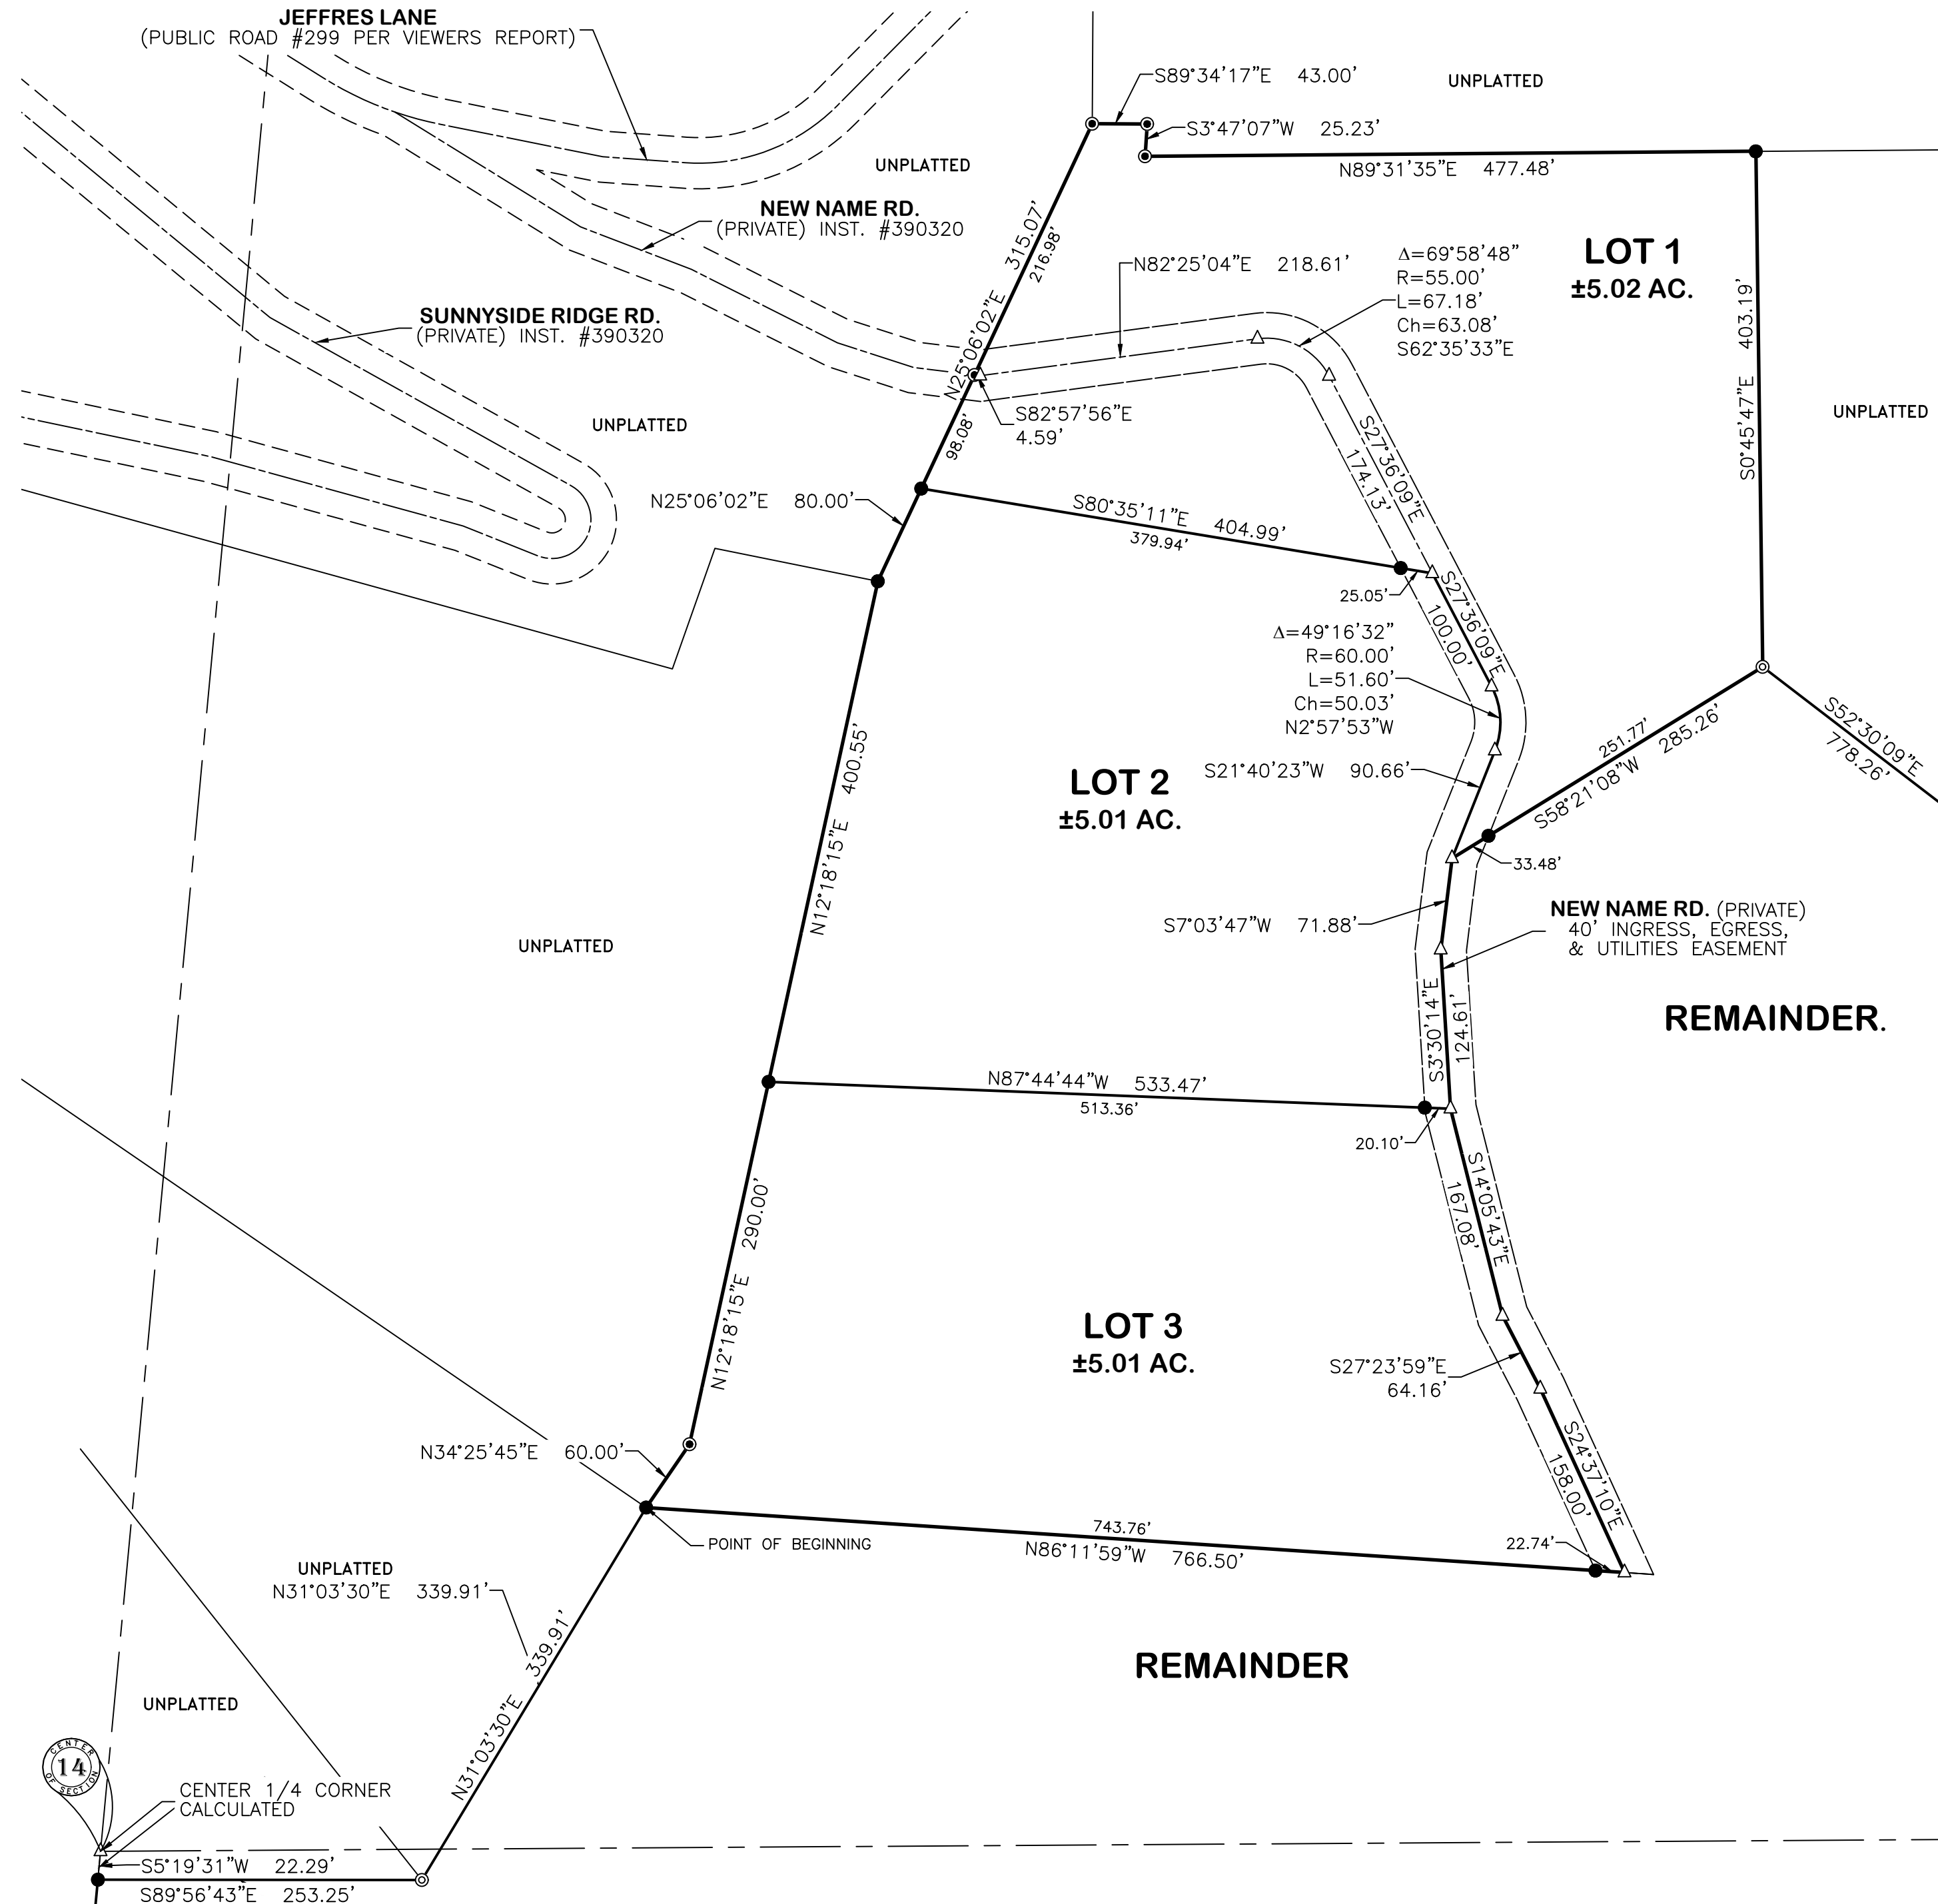 JEFFRES LANE
(PUBLIC ROAD #299 PER VIEWERS REPORT)
S89°34'17"E 43.00'
UNPLATTED
S3°47'07"W 25.23'
N89°31'35"E 477.48'
UNPLATTED
NEW NAME RD.
(PRIVATE) INST. #390320
N25°06'02"E 315.07'
216.98'
N82°25'04"E 218.61'
Δ=69°58'48"
R=55.00'
L=67.18'
Ch=63.08'
S62°35'33"E
LOT 1
±5.02 AC.
S0°45'47"E 403.19'
SUNNYSIDE RIDGE RD.
(PRIVATE) INST. #390320
UNPLATTED
UNPLATTED
S82°57'56"E
4.59'
98.08'
S27°36'09"E
174.13'
N25°06'02"E 80.00'
S80°35'11"E 404.99'
379.94'
25.05'
S27°36'09"E
100.00'
Δ=49°16'32"
R=60.00'
L=51.60'
Ch=50.03'
N2°57'53"W
S21°40'23"W 90.66'
251.77'
S58°21'08"W 285.26'
S52°30'09"E
778.26'
LOT 2
±5.01 AC.
N12°18'15"E 400.55'
33.48'
S7°03'47"W 71.88'
NEW NAME RD. (PRIVATE)
40' INGRESS, EGRESS,
& UTILITIES EASEMENT
UNPLATTED
REMAINDER.
S3°30'14"E
124.61'
N87°44'44"W 533.47'
513.36'
20.10'
N12°18'15"E 290.00'
S14°05'43"E
167.08'
LOT 3
±5.01 AC.
S27°23'59"E
64.16'
N34°25'45"E 60.00'
S24°37'10"E
158.00'
POINT OF BEGINNING
743.76'
N86°11'59"W 766.50'
22.74'
UNPLATTED
N31°03'30"E 339.91'
N31°03'30"E 339.91'
REMAINDER
UNPLATTED
CENTER
14
OF SECTION
CENTER 1/4 CORNER
CALCULATED
S5°19'31"W 22.29'
S89°56'43"E 253.25'